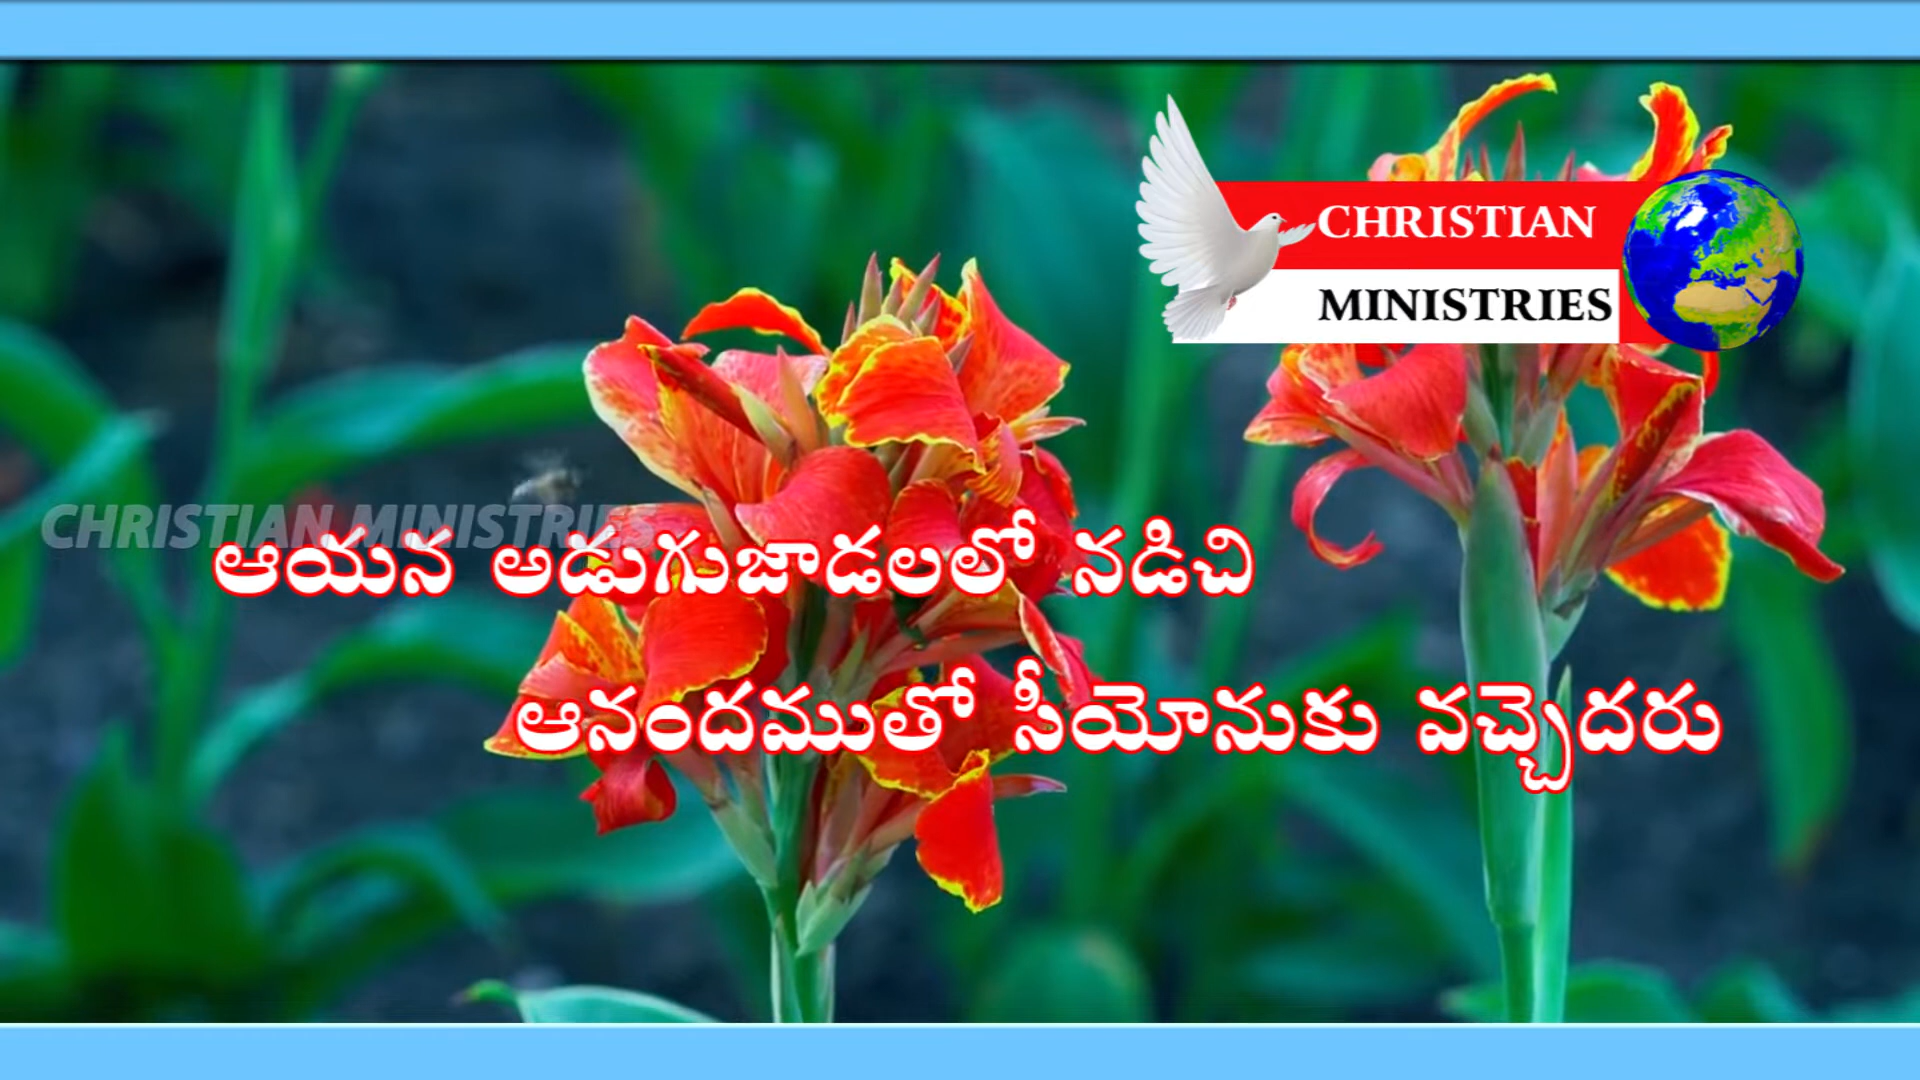 CHRISTIAN
MINISTRIES
CHRISTIAN MINISTRIES
ఆయన అడుగుజాడలలో నడిచి
ఆనందముతో సీయోనుకు వచ్చెదరు